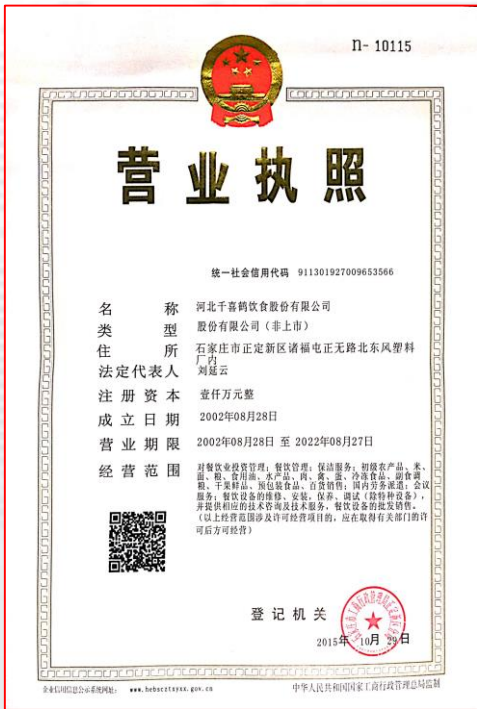 n- 10115
营业执照
统一社会信用代码 911301927009653566
名称 河北千喜鹤饮食股份有限公司
类型 股份有限公司（非上市）
住所 石家庄市正定新区诸福屯正无路北东风塑料
厂内
法定代表人 刘延云
注册资本 壹仟万元整
成立日期 2002年08月28日
营业期限 2002年08月28日 至 2022年08月27日
经营范围 对餐饮业投资管理；餐饮管理；保洁服务；初级农产品、米、
面、粮、食用油、水产品、肉、禽、蛋、冷冻食品、副食调
料、干果鲜品、预包装食品、百货销售；国内劳务派遣；会议
服务；餐饮设备的维修、安装、保养、调试（除特种设备），
并提供相应的技术咨询及技术服务，餐饮设备的批发销售。
（以上经营范围涉及许可经营项目的，应在取得有关部门的许
可后方可经营）
登记机关
2015年 10月 29日
企业信用信息公示系统网址： www.hebscztxyxx.gov.cn
中华人民共和国国家工商行政管理总局监制